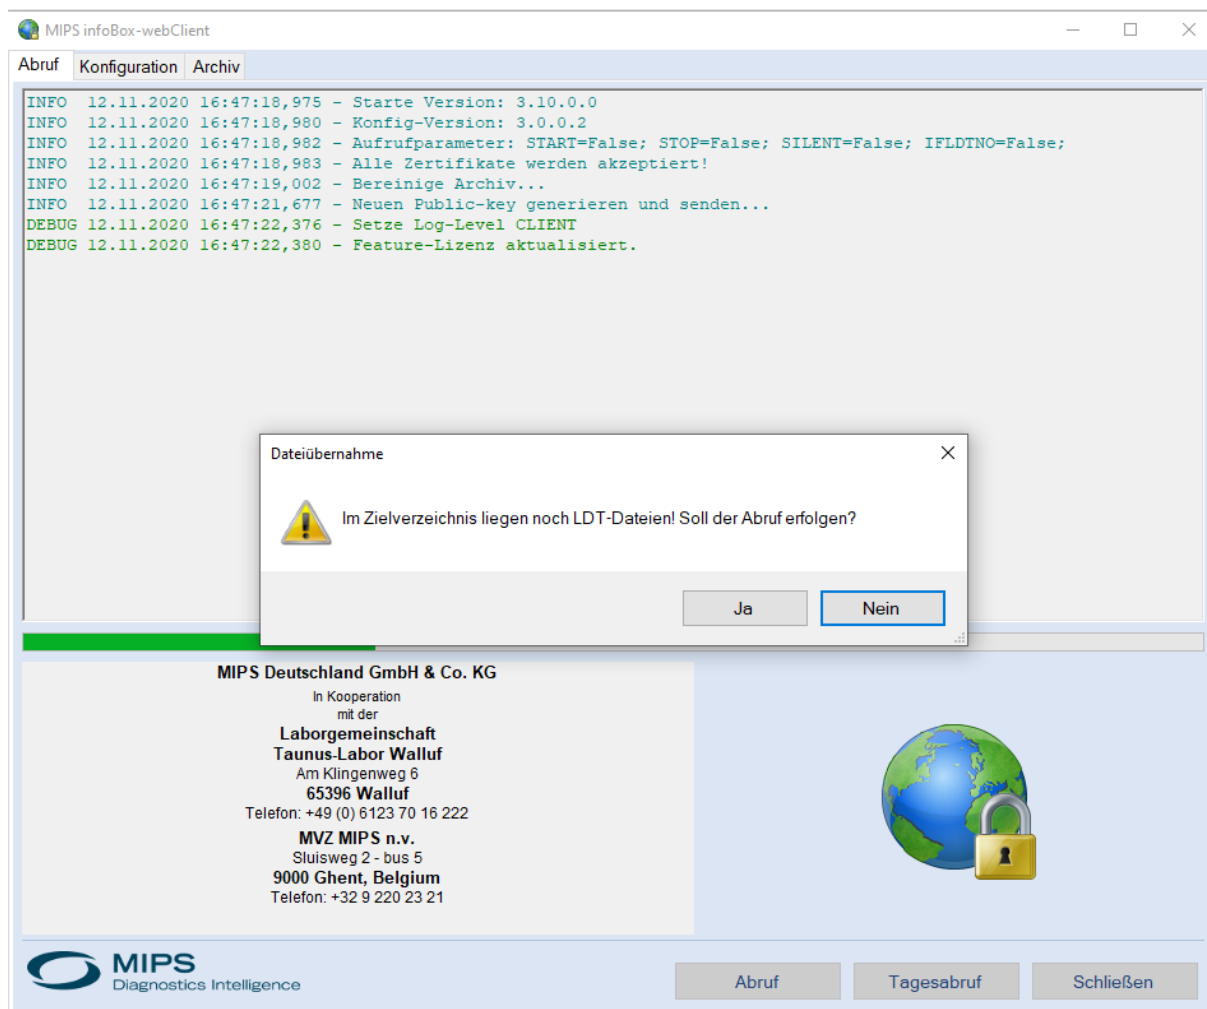 MIPS infoBox-webClient
Abruf Konfiguration Archiv
INFO 12.11.2020 16:47:18,975 - Starte Version: 3.10.0.0
INFO 12.11.2020 16:47:18,980 - Konfig-Version: 3.0.0.2
INFO 12.11.2020 16:47:18,982 - Aufrufparameter: START=False; STOP=False; SILENT=False; IFLDTNO=False;
INFO 12.11.2020 16:47:18,983 - Alle Zertifikate werden akzeptiert!
INFO 12.11.2020 16:47:19,002 - Bereinige Archiv...
INFO 12.11.2020 16:47:21,677 - Neuen Public-key generieren und senden...
DEBUG 12.11.2020 16:47:22,376 - Setze Log-Level CLIENT
DEBUG 12.11.2020 16:47:22,380 - Feature-Lizenz aktualisiert.
Dateiübernahme
Im Zielverzeichnis liegen noch LDT-Dateien! Soll der Abruf erfolgen?
Ja Nein
MIPS Deutschland GmbH & Co. KG
In Kooperation
mit der
Laborgemeinschaft
Taunus-Labor Walluf
Am Klingenweg 6
65396 Walluf
Telefon: +49 (0) 6123 70 16 222
MVZ MIPS n.v.
Sluisweg 2 - bus 5
9000 Ghent, Belgium
Telefon: +32 9 220 23 21
MIPS
Diagnostics Intelligence
Abruf Tagesabruf Schließen